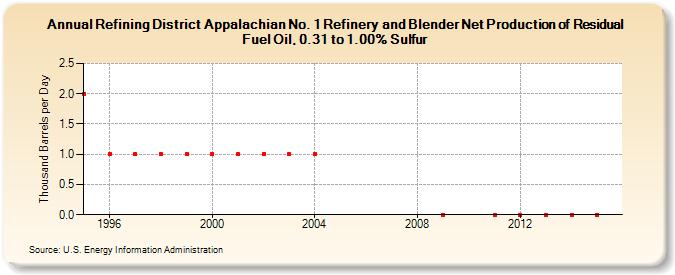 Annual Refining District Appalachian No. 1 Refinery and Blender Net Production of Residual
Fuel Oil, 0.31 to 1.00% Sulfur
Thousand Barrels per Day
2.5
2.0
1.5
1.0
0.5
0.0
1996
2000
2004
2008
2012
Source: U.S. Energy Information Administration